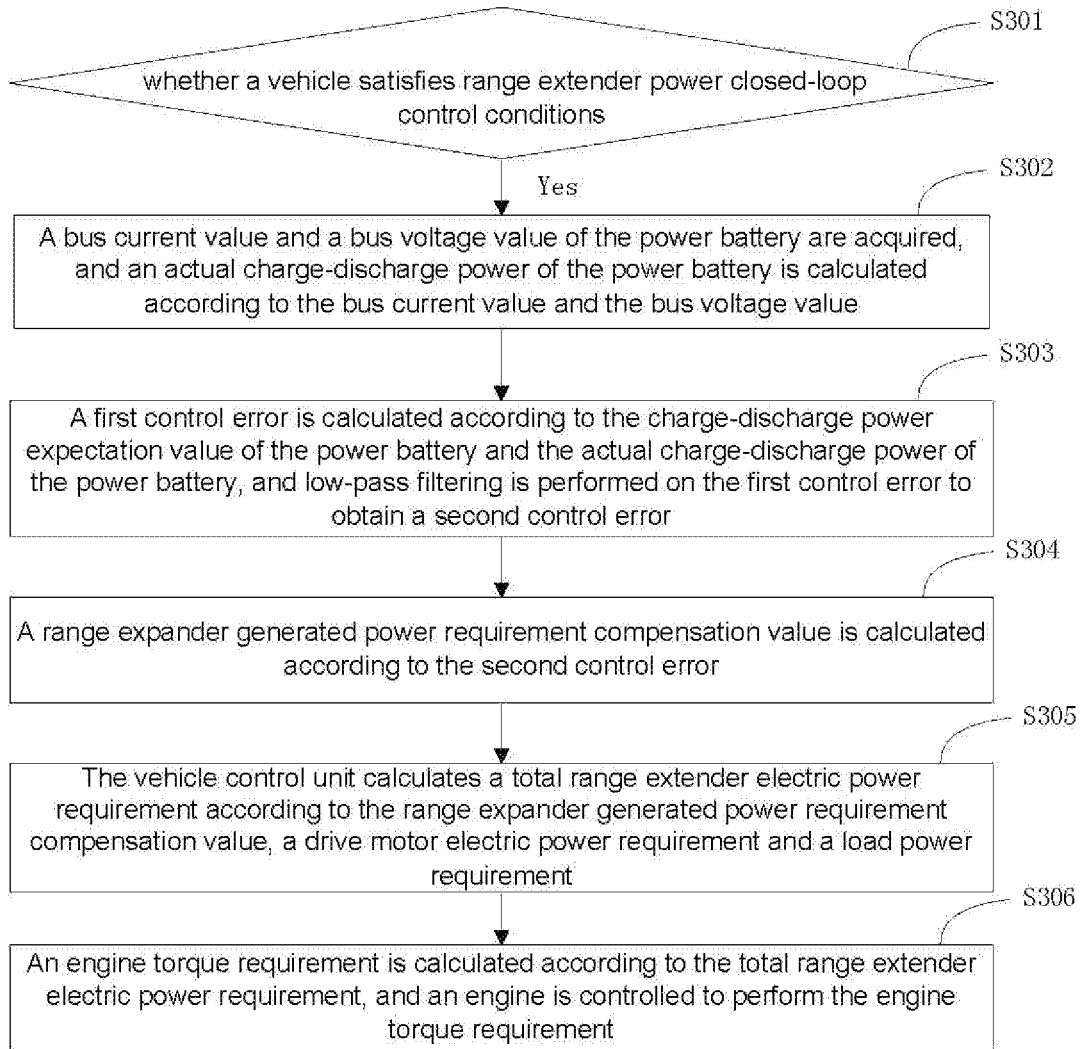 S301
whether a vehicle satisfies range extender power closed-loop
control conditions
Yes
S302
A bus current value and a bus voltage value of the power battery are acquired,
and an actual charge-discharge power of the power battery is calculated
according to the bus current value and the bus voltage value
S303
A first control error is calculated according to the charge-discharge power
expectation value of the power battery and the actual charge-discharge power of
the power battery, and low-pass filtering is performed on the first control error to
obtain a second control error
S304
A range expander generated power requirement compensation value is calculated
according to the second control error
S305
The vehicle control unit calculates a total range extender electric power
requirement according to the range expander generated power requirement
compensation value, a drive motor electric power requirement and a load power
requirement
S306
An engine torque requirement is calculated according to the total range extender
electric power requirement, and an engine is controlled to perform the engine
torque requirement